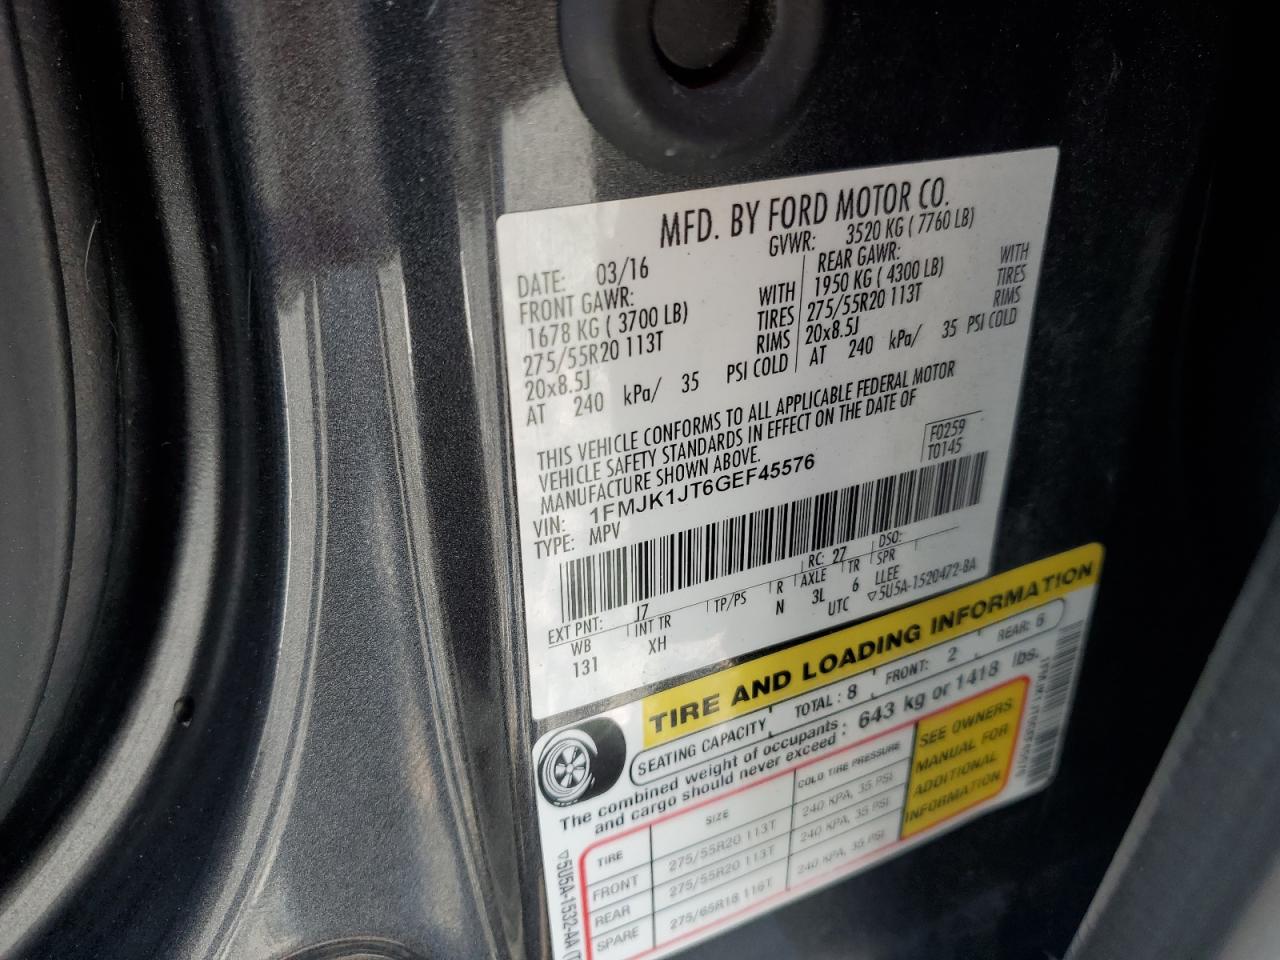 MFD. BY FORD MOTOR CO.
DATE: 03/16
GVWR: 3520 KG ( 7760 LB)
FRONT GAWR:
1678 KG ( 3700 LB) WITH
275/55R20 113T TIRES
20x8.5J RIMS
AT 240 kPa/ 35 PSI COLD
REAR GAWR:
1950 KG ( 4300 LB) WITH
275/55R20 113T TIRES
20x8.5J RIMS
AT 240 kPa/ 35 PSI COLD
THIS VEHICLE CONFORMS TO ALL APPLICABLE FEDERAL MOTOR
VEHICLE SAFETY STANDARDS IN EFFECT ON THE DATE OF
MANUFACTURE SHOWN ABOVE.
F0259
T0145
VIN: 1FMJK1JT6GEF45576
TYPE: MPV
EXT PNT: J7 RC: 27 DSO:
WB INT TR TP/PS R AXLE TR SPR
131 XH N 3L 6 LLEE
UTC ▽5U5A-1520472-BA
TIRE AND LOADING INFORMATION
SEATING CAPACITY TOTAL : 8 FRONT: 2 REAR: 6
The combined weight of occupants
and cargo should never exceed : 643 kg or 1418 lbs.
TIRE SIZE COLD TIRE PRESSURE
FRONT 275/55R20 113T 240 KPA, 35 PSI
REAR 275/55R20 113T 240 KPA, 35 PSI
SPARE 275/65R18 116T 240 KPA, 35 PSI
SEE OWNERS
MANUAL FOR
ADDITIONAL
INFORMATION
▽5U5A-1532-AA